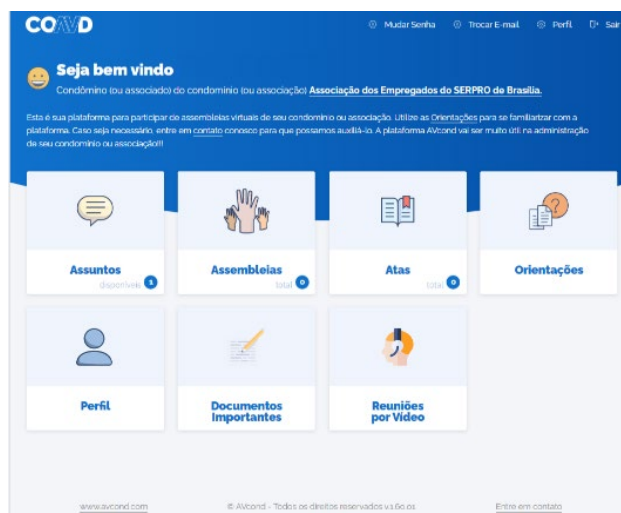 COAVD
Mudar Senha Trocar E-mail Perfil Sair
Seja bem vindo
Condômino (ou associado) do condomínio (ou associação) Associação dos Empregados do SERPRO de Brasília.
Esta é sua plataforma para participar de assembleias virtuais de seu condomínio ou associação. Utilize as Orientações para se familiarizar com a
plataforma. Caso seja necessário, entre em contato conosco para que possamos auxiliá-lo. A plataforma AVcond vai ser muito útil na administração
de seu condomínio ou associação!!!
Assuntos
disponíveis 1
Assembleias
total 0
Atas
total 0
Orientações
Perfil
Documentos
Importantes
Reuniões
por Vídeo
www.avcond.com © AVcond - Todos os direitos reservados v.1.60.01 Entre em contato